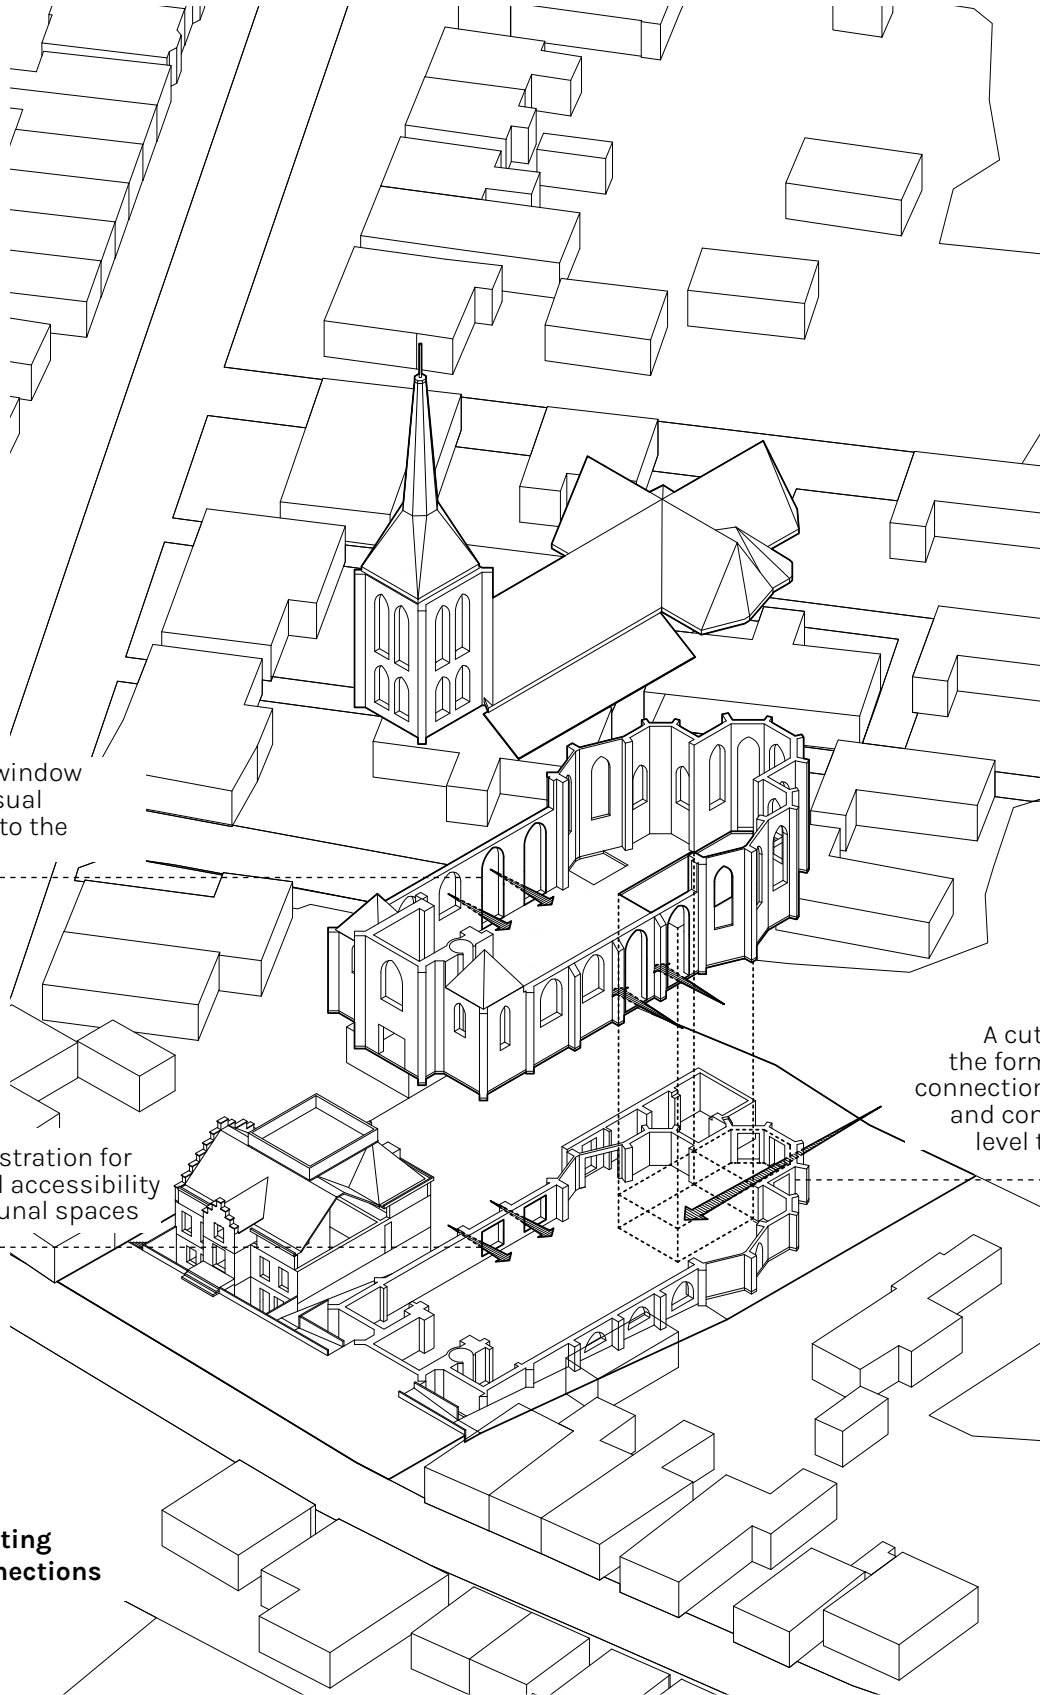 window
sual
to the
A cut
the form
connection
and con
level t
stration for
l accessibility
unal spaces
ting
nections